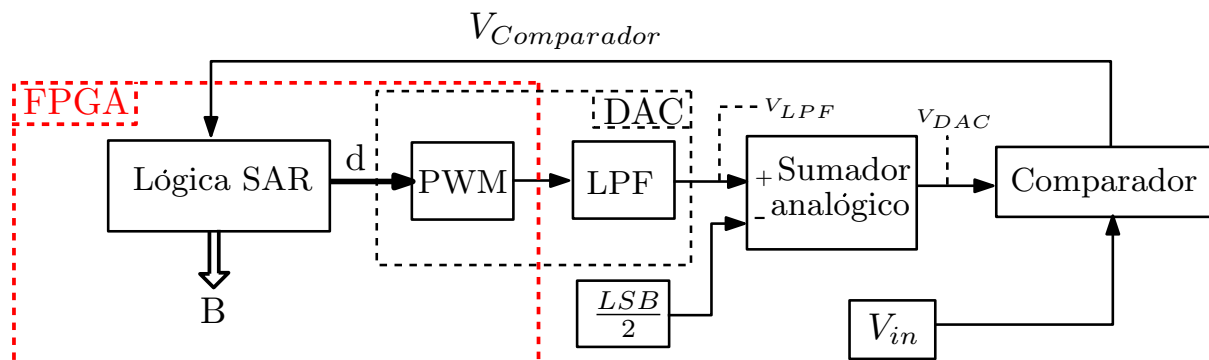 V_Comparador
FPGA
DAC
V_LPF
V_DAC
Lógica SAR
d
PWM
LPF
+
-
Sumador
analógico
Comparador
B
LSB
2
V_in